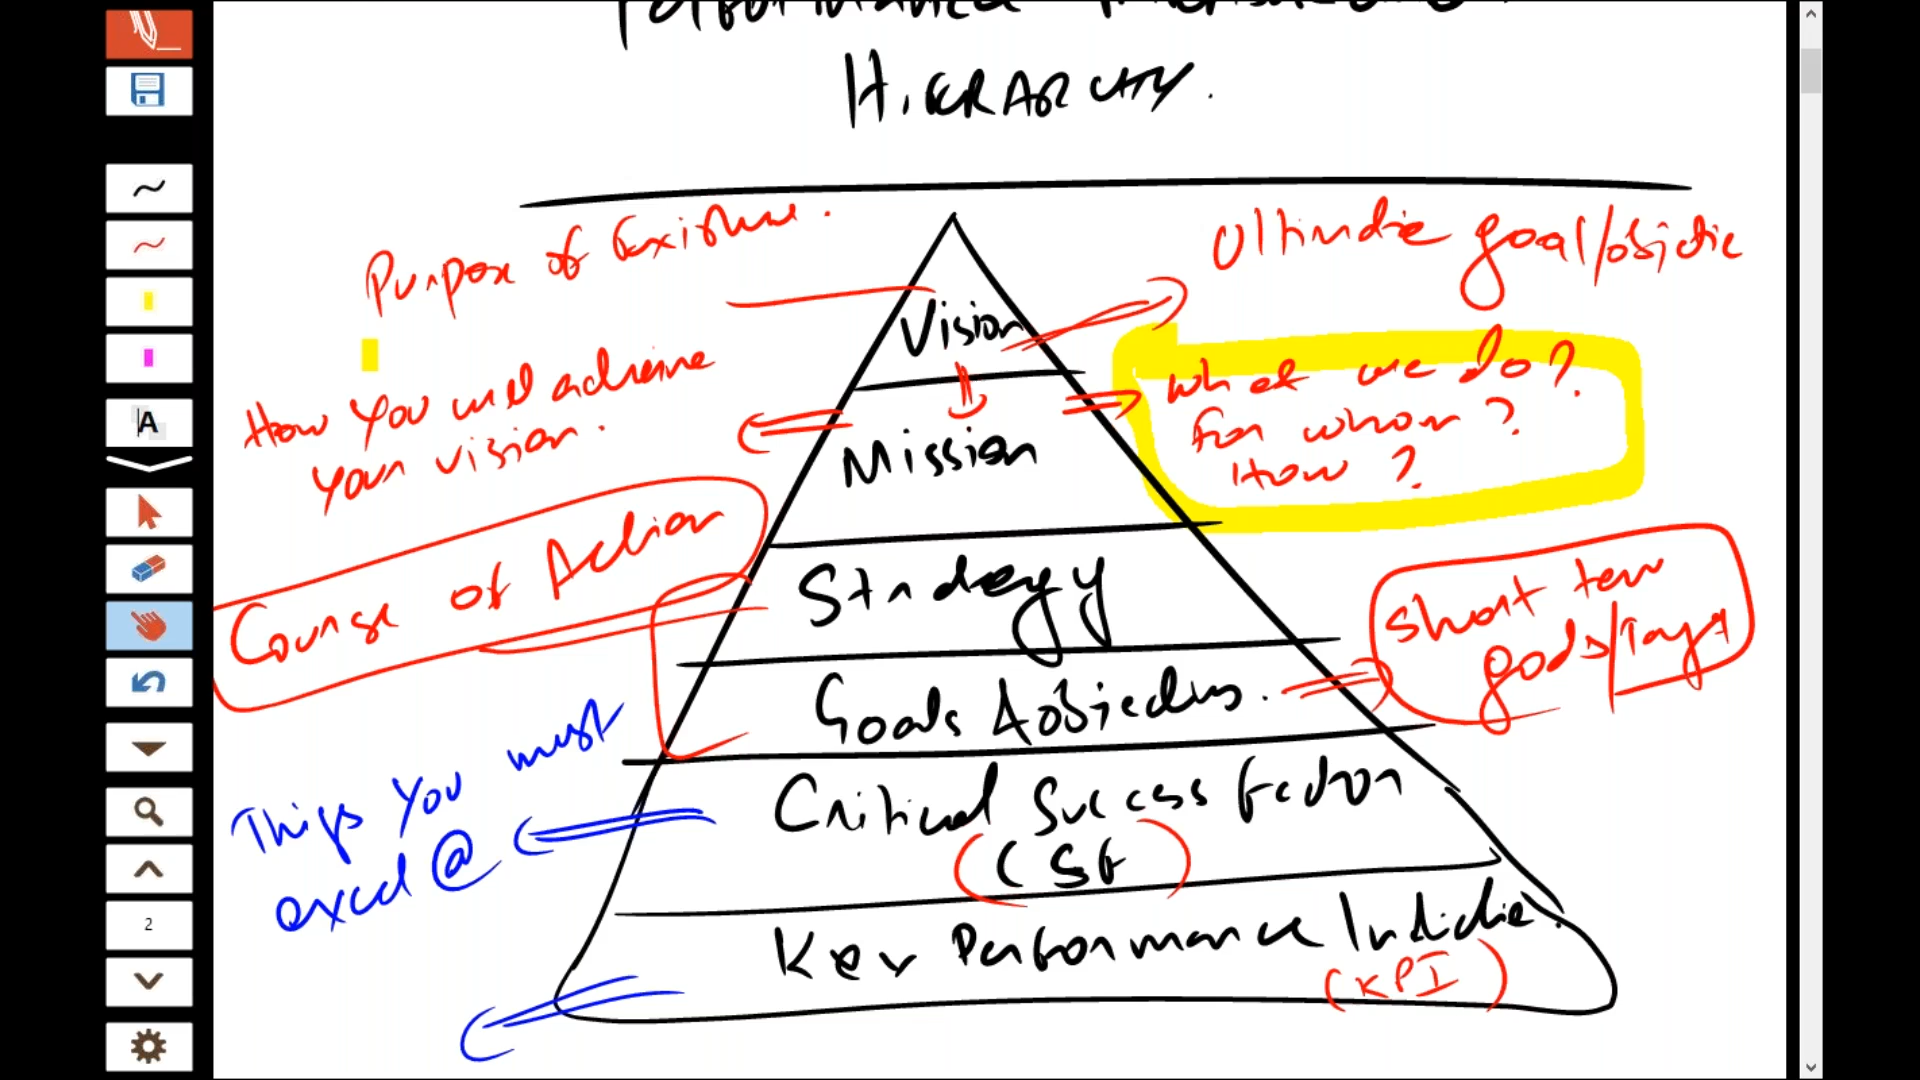 HIERARCHY.
Purpose of Existence.
Ultimate goal/objective
Vision
How You will achieve
your vision.
What we do?
For whom?
How?
Mission
Course of Action
Strategy
Short term
goals/Target
Goals & objectives.
Things You must
excel @
Critical Success Factor
(CSF)
Key Performance Indicator
(KPI)
A
2